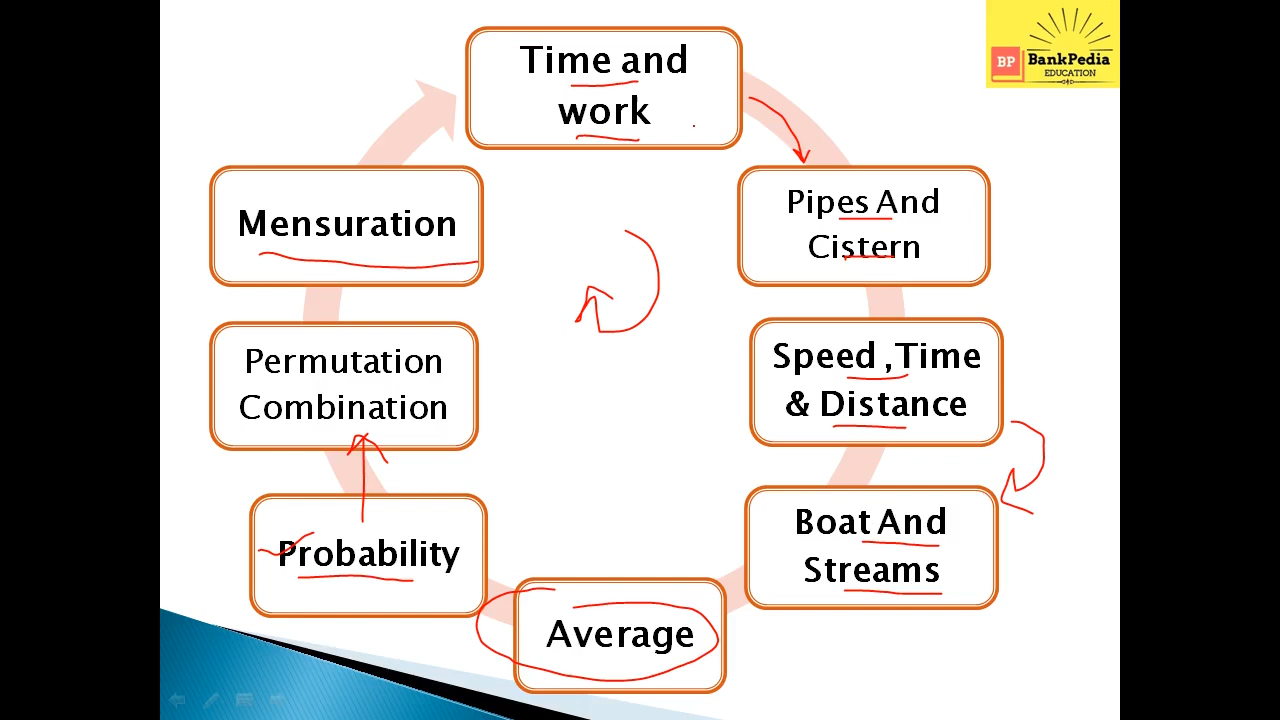 Time and
work
BP
BankPedia
EDUCATION
Pipes And
Cistern
Speed ,Time
& Distance
Boat And
Streams
Average
Probability
Permutation
Combination
Mensuration